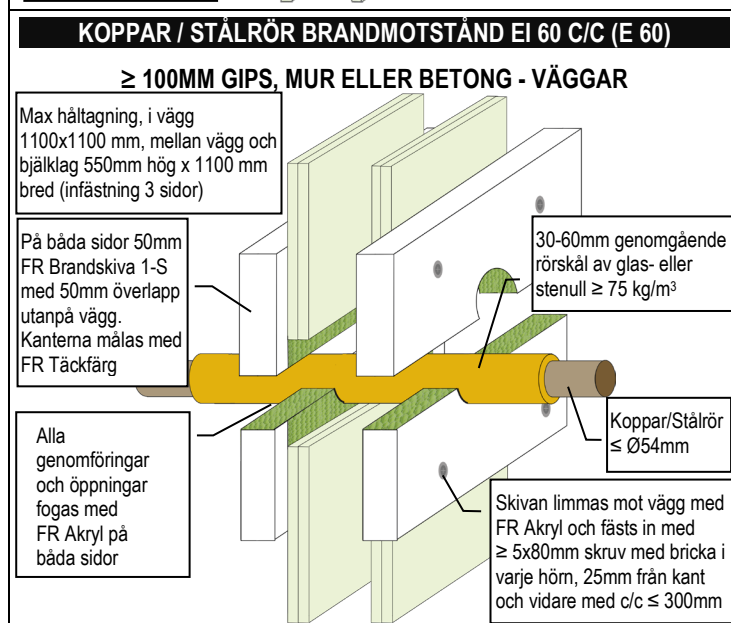 KOPPAR / STÅLRÖR BRANDMOTSTÅND EI 60 C/C (E 60)
≥ 100MM GIPS, MUR ELLER BETONG - VÄGGAR
Max håltagning, i vägg
1100x1100 mm, mellan vägg och
bjälklag 550mm hög x 1100 mm
bred (infästning 3 sidor)
På båda sidor 50mm
FR Brandskiva 1-S
med 50mm överlapp
utanpå vägg.
Kanterna målas med
FR Täckfärg
30-60mm genomgående
rörskål av glas- eller
stenull ≥ 75 kg/m³
Alla
genomföringar
och öppningar
fogas med
FR Akryl på
båda sidor
Koppar/Stålrör
≤ Ø54mm
Skivan limmas mot vägg med
FR Akryl och fästs in med
≥ 5x80mm skruv med bricka i
varje hörn, 25mm från kant
och vidare med c/c ≤ 300mm